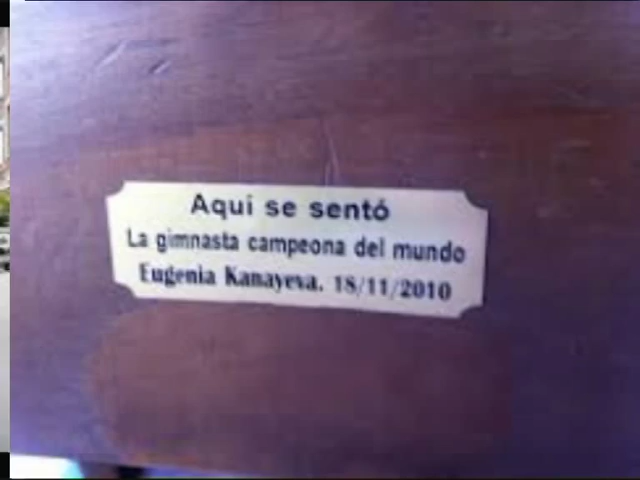 Aqui se sentó
La gimnasta campeona del mundo
Eugenia Kanayeva. 18/11/2010